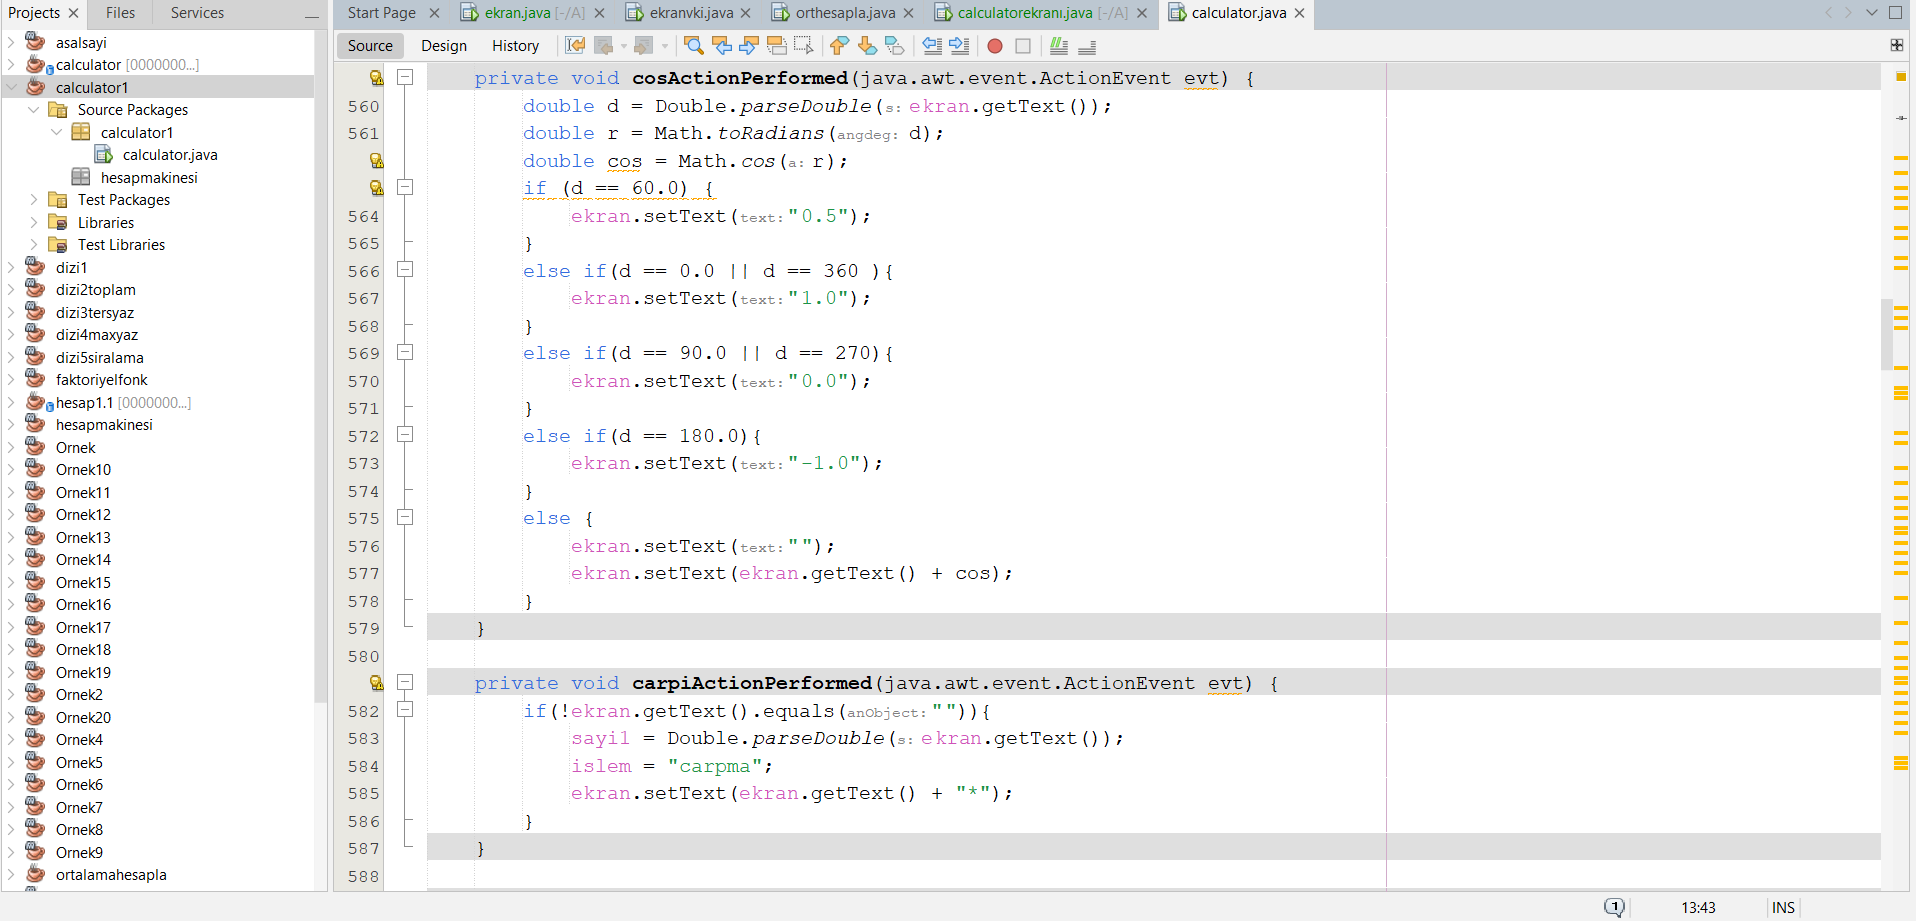 Projects
Files
Services
Start Page
ekran.java [-/A]
ekranvki.java
orthesapla.java
calculatorekranı.java [-/A]
calculator.java
Source
Design
History
asalsayi
calculator [0000000...]
calculator1
Source Packages
calculator1
calculator.java
hesapmakinesi
Test Packages
Libraries
Test Libraries
dizi1
dizi2toplam
dizi3tersyaz
dizi4maxyaz
dizi5siralama
faktoriyelfonk
hesap1.1 [0000000...]
hesapmakinesi
Ornek
Ornek10
Ornek11
Ornek12
Ornek13
Ornek14
Ornek15
Ornek16
Ornek17
Ornek18
Ornek19
Ornek2
Ornek20
Ornek4
Ornek5
Ornek6
Ornek7
Ornek8
Ornek9
ortalamahesapla
private void cosActionPerformed(java.awt.event.ActionEvent evt) {
560 double d = Double.parseDouble(s: ekran.getText());
561 double r = Math.toRadians(angdeg: d);
double cos = Math.cos(a: r);
if (d == 60.0) {
564 ekran.setText(text: "0.5");
565 }
566 else if(d == 0.0 || d == 360 ){
567 ekran.setText(text: "1.0");
568 }
569 else if(d == 90.0 || d == 270){
570 ekran.setText(text: "0.0");
571 }
572 else if(d == 180.0){
573 ekran.setText(text: "-1.0");
574 }
575 else {
576 ekran.setText(text: "");
577 ekran.setText(ekran.getText() + cos);
578 }
579 }
580
private void carpiActionPerformed(java.awt.event.ActionEvent evt) {
582 if(!ekran.getText().equals(anObject: "")){
583 sayi1 = Double.parseDouble(s: ekran.getText());
584 islem = "carpma";
585 ekran.setText(ekran.getText() + "*");
586 }
587 }
588
1
13:43
INS